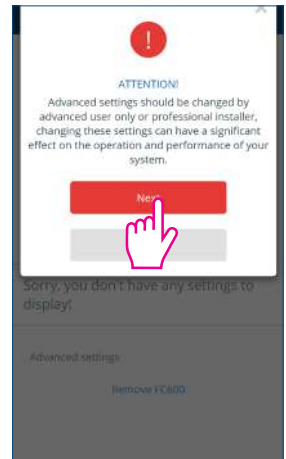 ATTENTION!
Advanced settings should be changed by
advanced user only or professional installer,
changing these settings can have a significant
effect on the operation and performance of your
system.
Next
Sorry, you don't have any settings to
display!
Advanced settings
Remove FC600